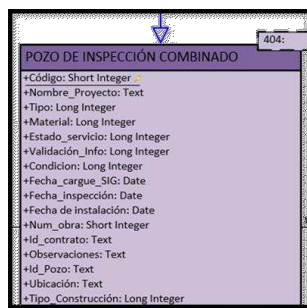 404:
POZO DE INSPECCIÓN COMBINADO
+Código: Short Integer
+Nombre_Proyecto: Text
+Tipo: Long Integer
+Material: Long Integer
+Estado_servicio: Long Integer
+Validación_Info: Long Integer
+Condicion: Long Integer
+Fecha_cargue_SIG: Date
+Fecha_inspección: Date
+Fecha de instalación: Date
+Num_obra: Short Integer
+Id_contrato: Text
+Observaciones: Text
+Id_Pozo: Text
+Ubicación: Text
+Tipo_Construcción: Long Integer